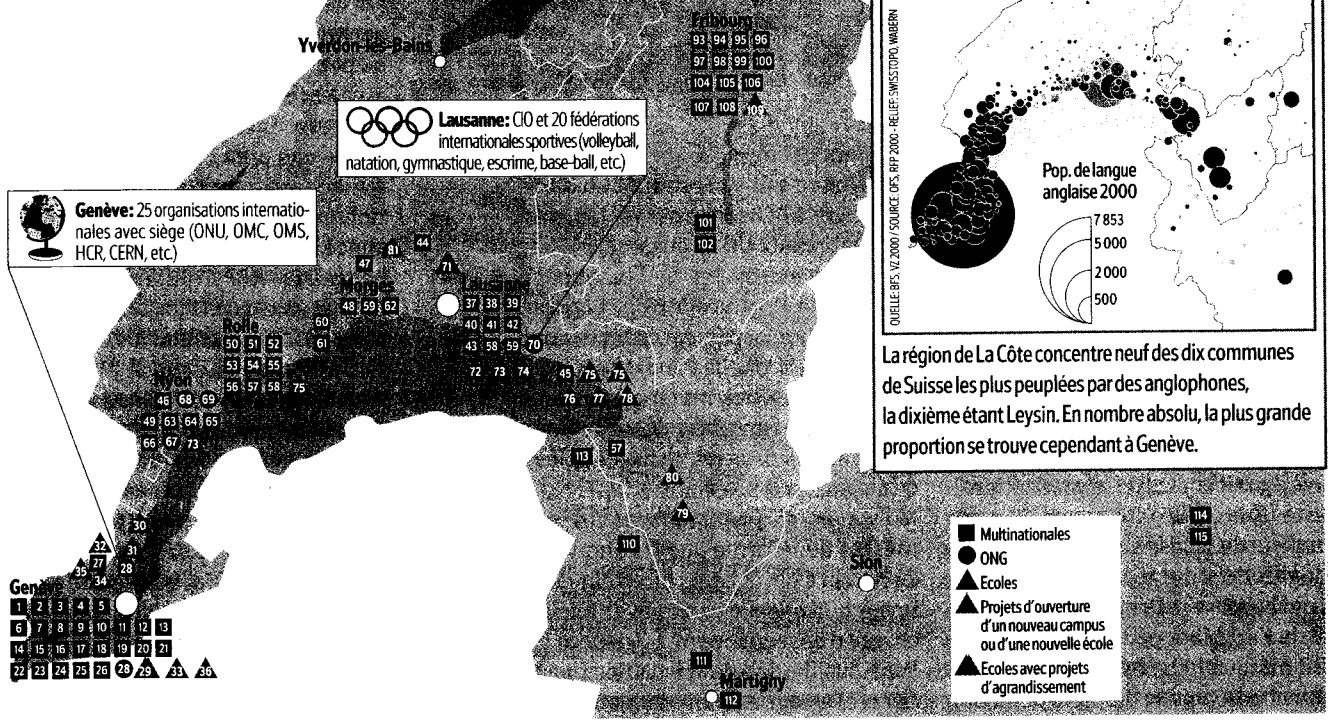 Fribourg
93 94 95 96
97 98 99 100
104 105 106
107 108 109
Yverdon-les-Bains
Lausanne: CIO et 20 fédérations
internationales sportives (volleyball,
natation, gymnastique, escrime, base-ball, etc.)
Genève: 25 organisations internatio-
nales avec siège (ONU, OMC, OMS,
HCR, CERN, etc.)
101
102
81 44
47 71
Morges
48 59 62
60
61
Lausanne
37 38 39
40 41 42
43 58 59 70
72 73 74
45 75 75
76 77 78
Rolle
50 51 52
53 54 55
56 57 58 75
Nyon
46 68 69
49 63 64 65
66 67 73
113 57
80
79
110
30
32 31
27 28
35 34
Genève
1 2 3 4 5
6 7 8 9 10 11 12 13
14 15 16 17 18 19 20 21
22 23 24 25 26 28 29 33 36
Sion
111
Martigny
112
114
115
QUELLE: BFS, VZ 2000 / SOURCE: OFS, RFP 2000 - RELIEF: SWISSTOPO, WABERN
Pop. de langue
anglaise 2000
7 853
5 000
2 000
500
La région de La Côte concentre neuf des dix communes
de Suisse les plus peuplées par des anglophones,
la dixième étant Leysin. En nombre absolu, la plus grande
proportion se trouve cependant à Genève.
Multinationales
ONG
Ecoles
Projets d'ouverture
d'un nouveau campus
ou d'une nouvelle école
Ecoles avec projets
d'agrandissement